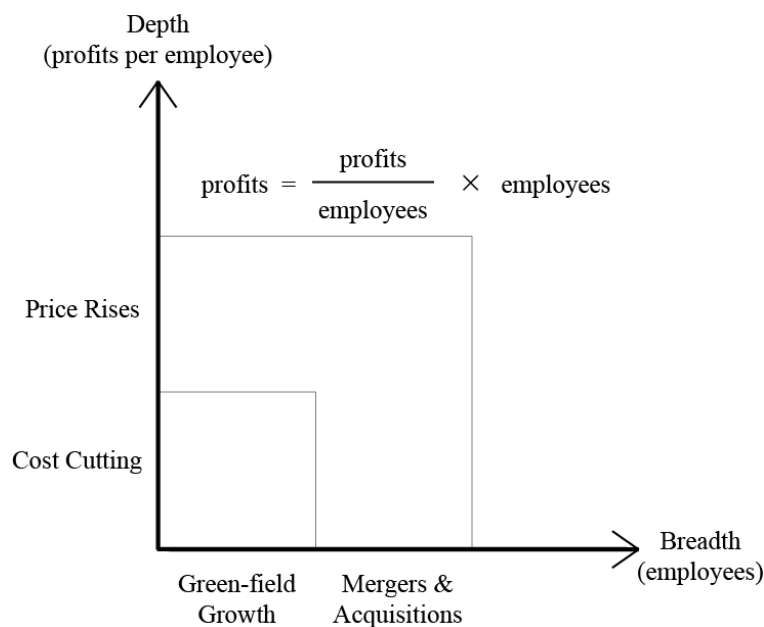 Depth
(profits per employee)
profits
profits = × employees
employees
Price Rises
Cost Cutting
Breadth
(employees)
Green-field
Growth
Mergers &
Acquisitions